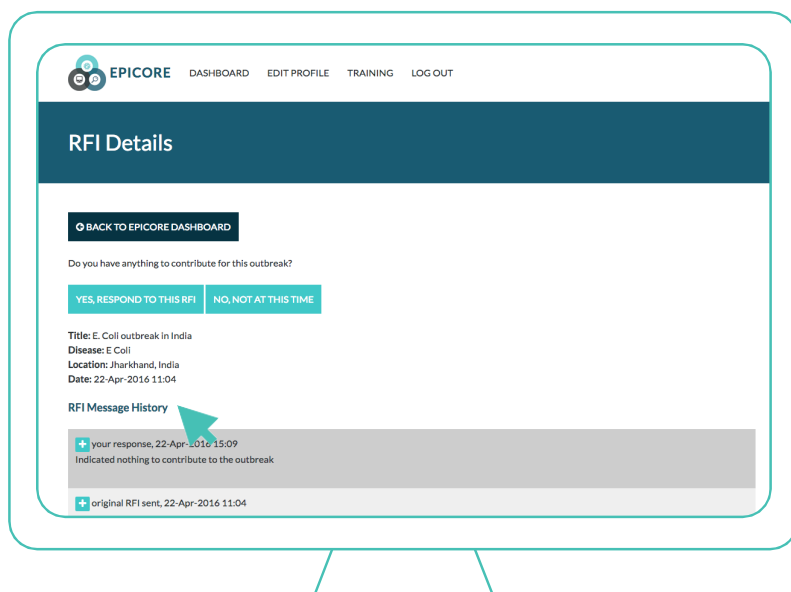 EPICORE DASHBOARD EDIT PROFILE TRAINING LOG OUT
RFI Details
BACK TO EPICORE DASHBOARD
Do you have anything to contribute for this outbreak?
YES, RESPOND TO THIS RFI NO, NOT AT THIS TIME
Title: E. Coli outbreak in India
Disease: E Coli
Location: Jharkhand, India
Date: 22-Apr-2016 11:04
RFI Message History
your response, 22-Apr-2016 15:09
Indicated nothing to contribute to the outbreak
original RFI sent, 22-Apr-2016 11:04